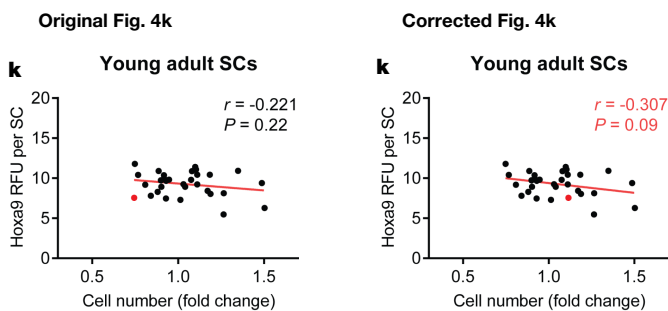 Original Fig. 4k
Corrected Fig. 4k
k
Young adult SCs
r = -0.221
P = 0.22
Hoxa9 RFU per SC
20
15
10
5
0
0.5
1.0
1.5
Cell number (fold change)
k
Young adult SCs
r = -0.307
P = 0.09
Hoxa9 RFU per SC
20
15
10
5
0
0.5
1.0
1.5
Cell number (fold change)